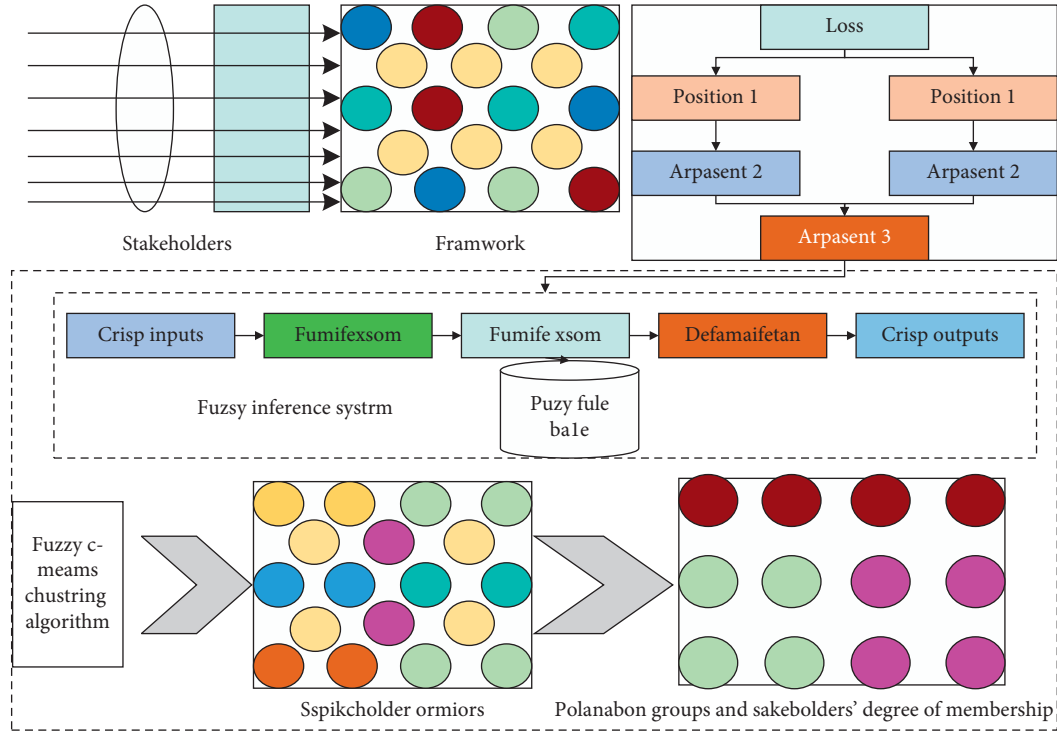 Loss
Position 1
Position 1
Arpasent 2
Arpasent 2
Arpasent 3
Stakeholders
Framwork
Crisp inputs
Fumifexsom
Fumife xsom
Defamaifetan
Crisp outputs
Puzy fule
ba1e
Fuzsy inference systrm
Fuzzy c-
meams
chustring
algorithm
Sspikcholder ormiors
Polanabon groups and sakebolders' degree of membership